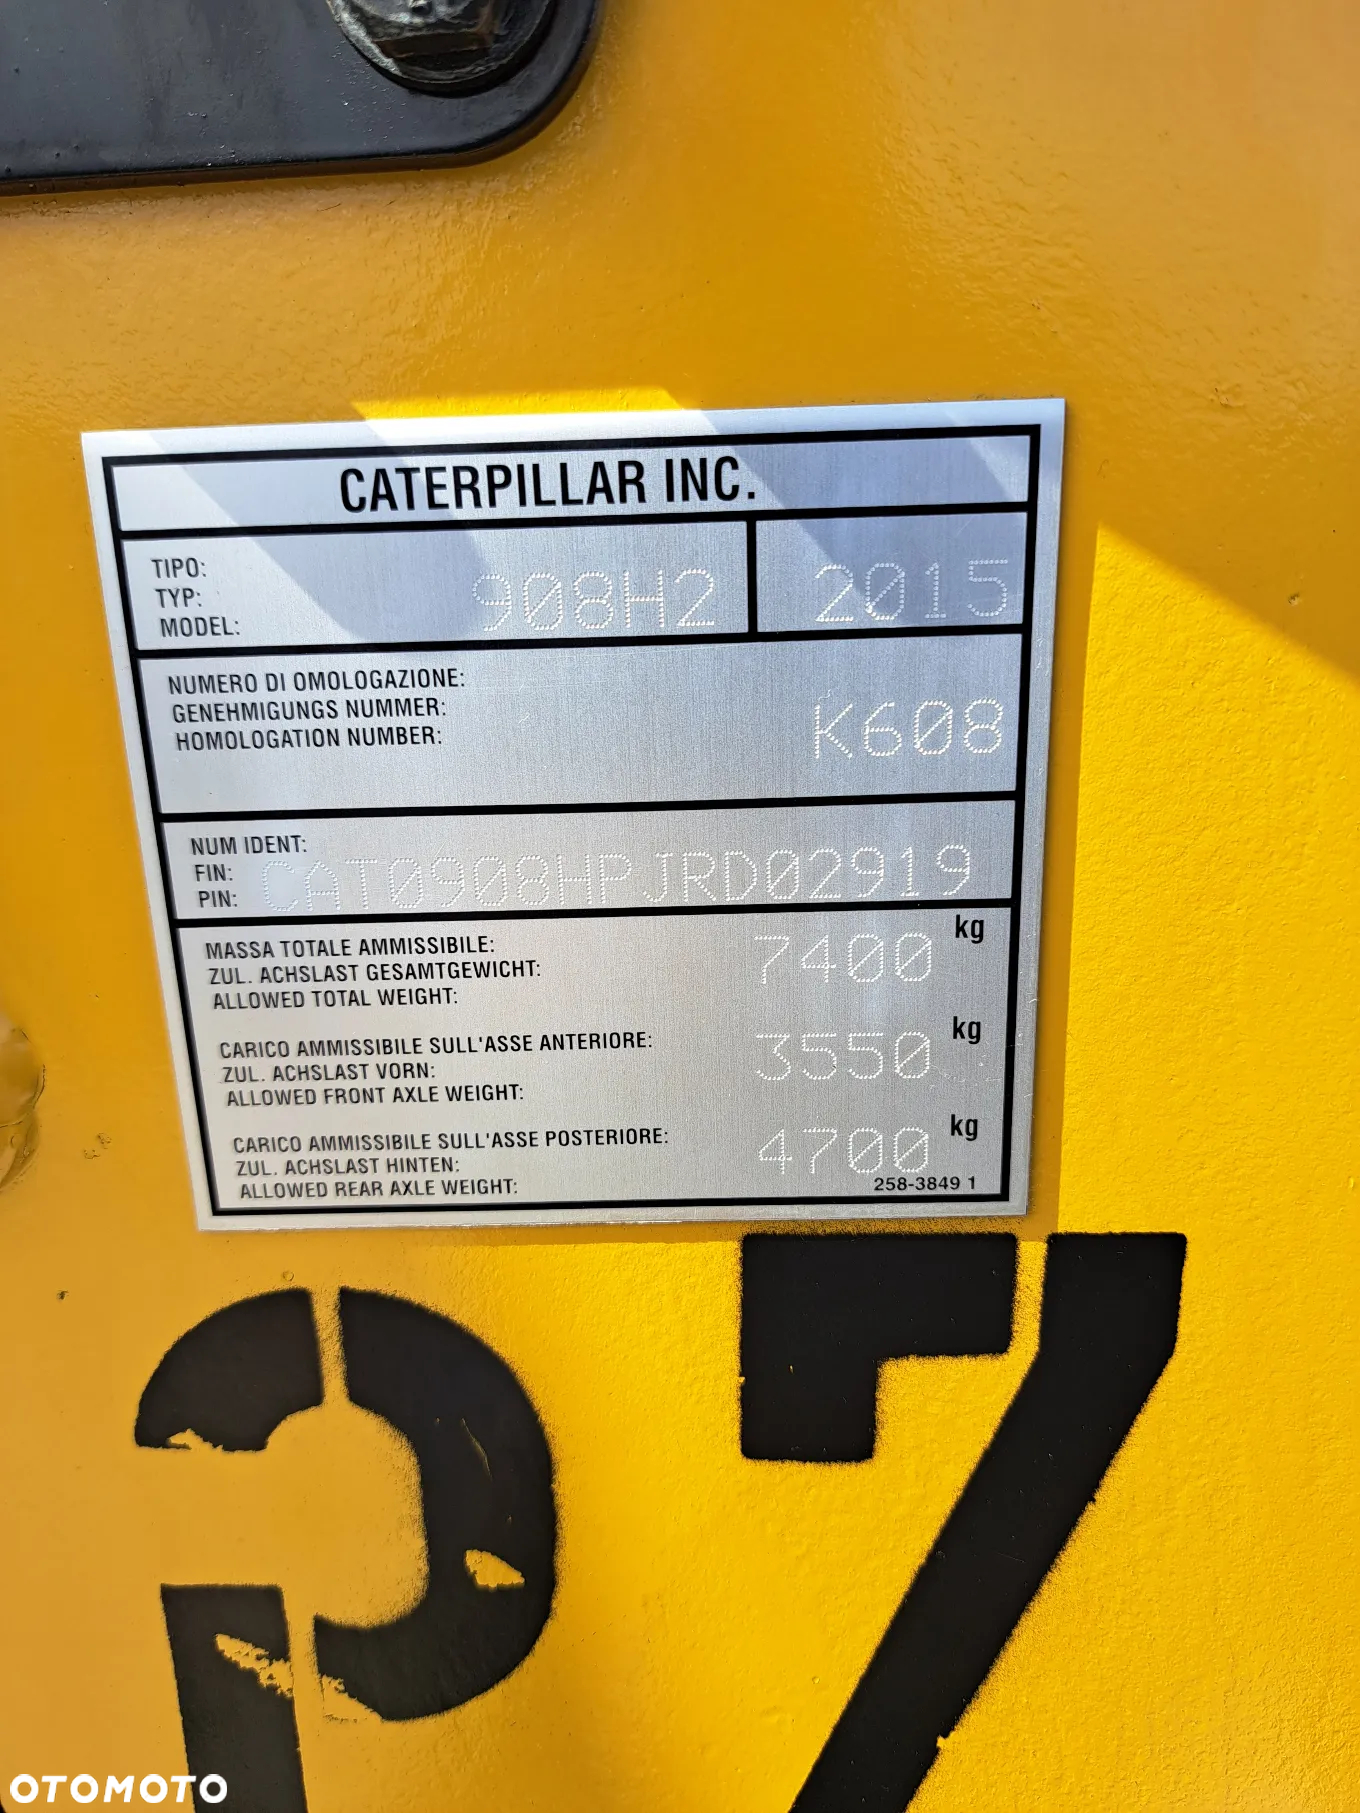 CATERPILLAR INC.
TIPO:
TYP:
MODEL:
908H2
2015
NUMERO DI OMOLOGAZIONE:
GENEHMIGUNGS NUMMER:
HOMOLOGATION NUMBER:
K608
NUM IDENT:
FIN:
PIN:
CAT0908HPJRD02919
MASSA TOTALE AMMISSIBILE:
ZUL. ACHSLAST GESAMTGEWICHT:
ALLOWED TOTAL WEIGHT:
7400 kg
CARICO AMMISSIBILE SULL'ASSE ANTERIORE:
ZUL. ACHSLAST VORN:
ALLOWED FRONT AXLE WEIGHT:
3550 kg
CARICO AMMISSIBILE SULL'ASSE POSTERIORE:
ZUL. ACHSLAST HINTEN:
ALLOWED REAR AXLE WEIGHT:
4700 kg
258-3849 1
27
OTOMOTO